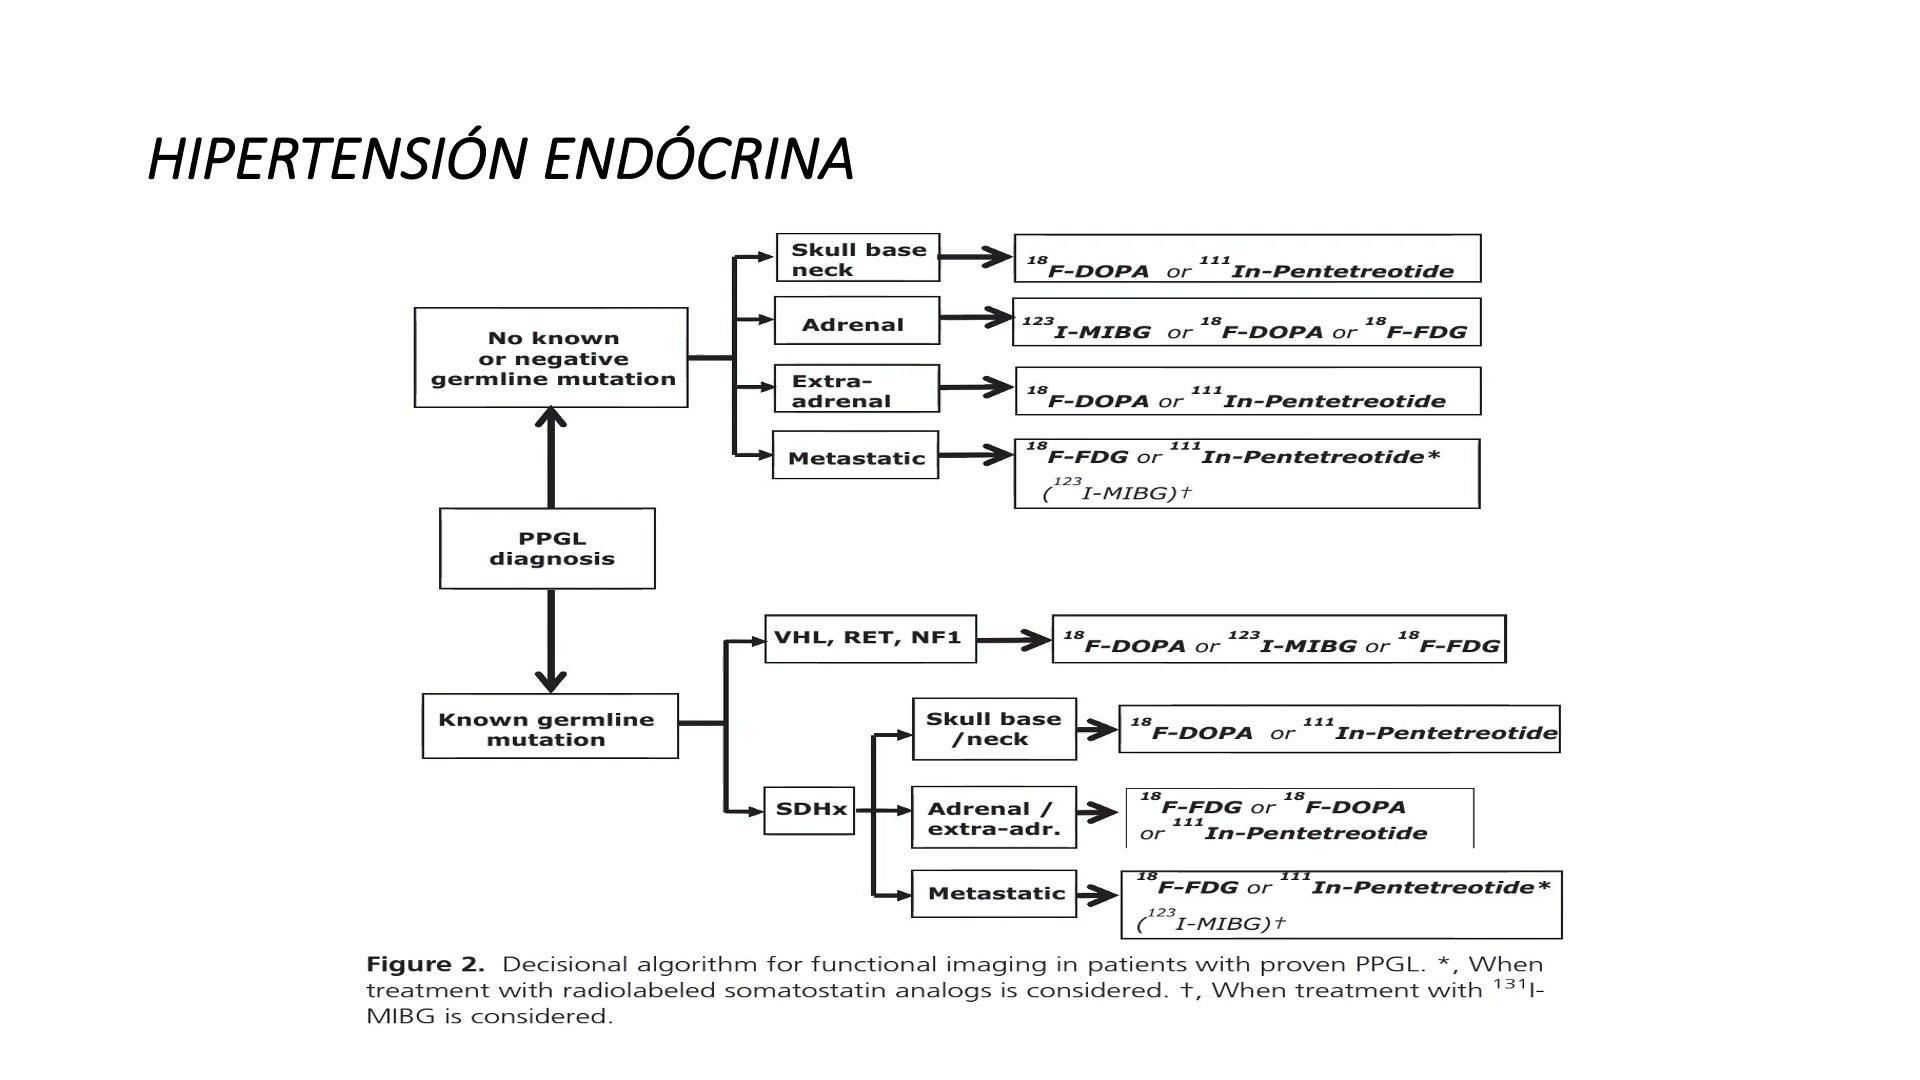 HIPERTENSIÓN ENDÓCRINA
Skull base
neck
18F-DOPA or 111In-Pentetreotide
No known
or negative
germline mutation
Adrenal
123I-MIBG or 18F-DOPA or 18F-FDG
Extra-
adrenal
18F-DOPA or 111In-Pentetreotide
Metastatic
18F-FDG or 111In-Pentetreotide*
(123I-MIBG)†
PPGL
diagnosis
VHL, RET, NF1
18F-DOPA or 123I-MIBG or 18F-FDG
Known germline
mutation
Skull base
/neck
18F-DOPA or 111In-Pentetreotide
SDHx
Adrenal /
extra-adr.
18F-FDG or 18F-DOPA
or 111In-Pentetreotide
Metastatic
18F-FDG or 111In-Pentetreotide*
(123I-MIBG)†
Figure 2. Decisional algorithm for functional imaging in patients with proven PPGL. *, When
treatment with radiolabeled somatostatin analogs is considered. †, When treatment with 131I-
MIBG is considered.